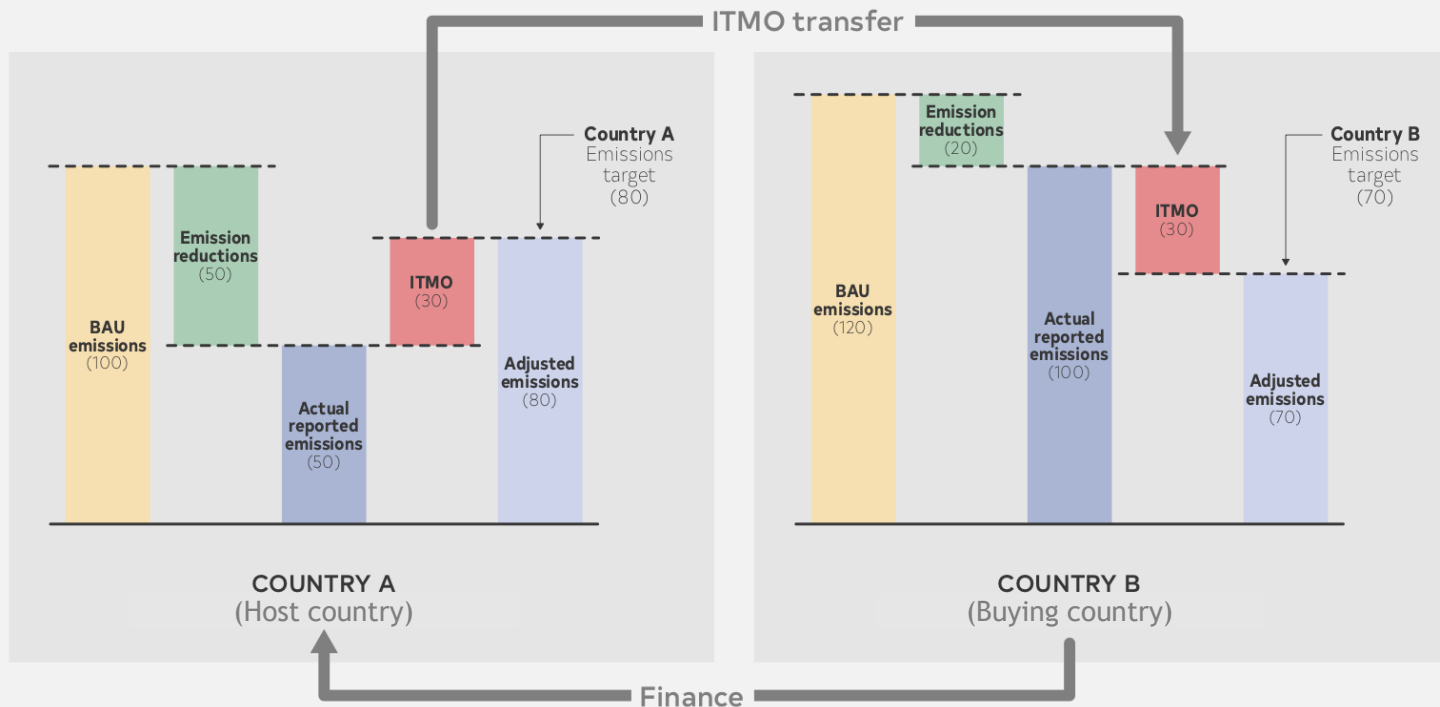 ITMO transfer
Country A
Emissions
target
(80)
Emission
reductions
(50)
BAU
emissions
(100)
ITMO
(30)
Actual
reported
emissions
(50)
Adjusted
emissions
(80)
COUNTRY A
(Host country)
Emission
reductions
(20)
Country B
Emissions
target
(70)
ITMO
(30)
BAU
emissions
(120)
Actual
reported
emissions
(100)
Adjusted
emissions
(70)
COUNTRY B
(Buying country)
Finance